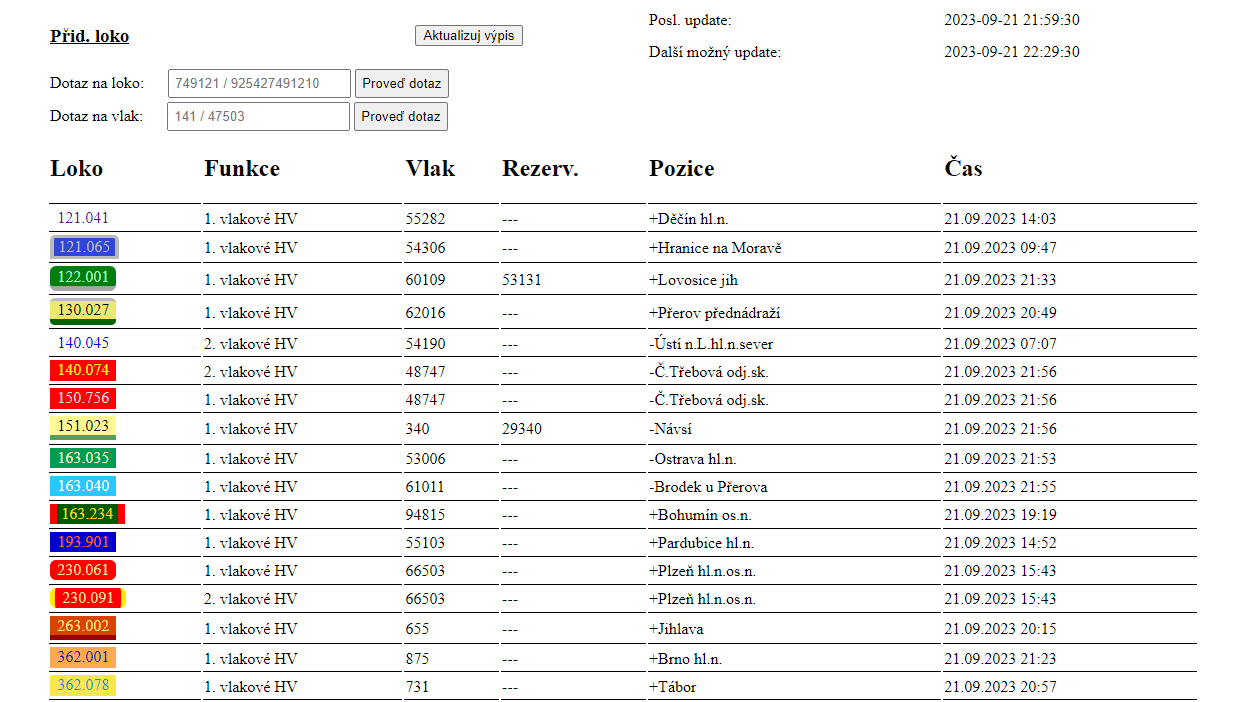 Přid. loko Aktualizuj výpis Posl. update: 2023-09-21 21:59:30
Další možný update: 2023-09-21 22:29:30
Dotaz na loko: 749121 / 925427491210 Proveď dotaz
Dotaz na vlak: 141 / 47503 Proveď dotaz
Loko Funkce Vlak Rezerv. Pozice Čas
121.041 1. vlakové HV 55282 --- +Děčín hl.n. 21.09.2023 14:03
121.065 1. vlakové HV 54306 --- +Hranice na Moravě 21.09.2023 09:47
122.001 1. vlakové HV 60109 53131 +Lovosice jih 21.09.2023 21:33
130.027 1. vlakové HV 62016 --- +Přerov přednádraží 21.09.2023 20:49
140.045 2. vlakové HV 54190 --- -Ústí n.L.hl.n.sever 21.09.2023 07:07
140.074 2. vlakové HV 48747 --- -Č.Třebová odj.sk. 21.09.2023 21:56
150.756 1. vlakové HV 48747 --- -Č.Třebová odj.sk. 21.09.2023 21:56
151.023 1. vlakové HV 340 29340 -Návsí 21.09.2023 21:56
163.035 1. vlakové HV 53006 --- -Ostrava hl.n. 21.09.2023 21:53
163.040 1. vlakové HV 61011 --- -Brodek u Přerova 21.09.2023 21:55
163.234 1. vlakové HV 94815 --- +Bohumín os.n. 21.09.2023 19:19
193.901 1. vlakové HV 55103 --- +Pardubice hl.n. 21.09.2023 14:52
230.061 1. vlakové HV 66503 --- +Plzeň hl.n.os.n. 21.09.2023 15:43
230.091 2. vlakové HV 66503 --- +Plzeň hl.n.os.n. 21.09.2023 15:43
263.002 1. vlakové HV 655 --- +Jihlava 21.09.2023 20:15
362.001 1. vlakové HV 875 --- +Brno hl.n. 21.09.2023 21:23
362.078 1. vlakové HV 731 --- +Tábor 21.09.2023 20:57